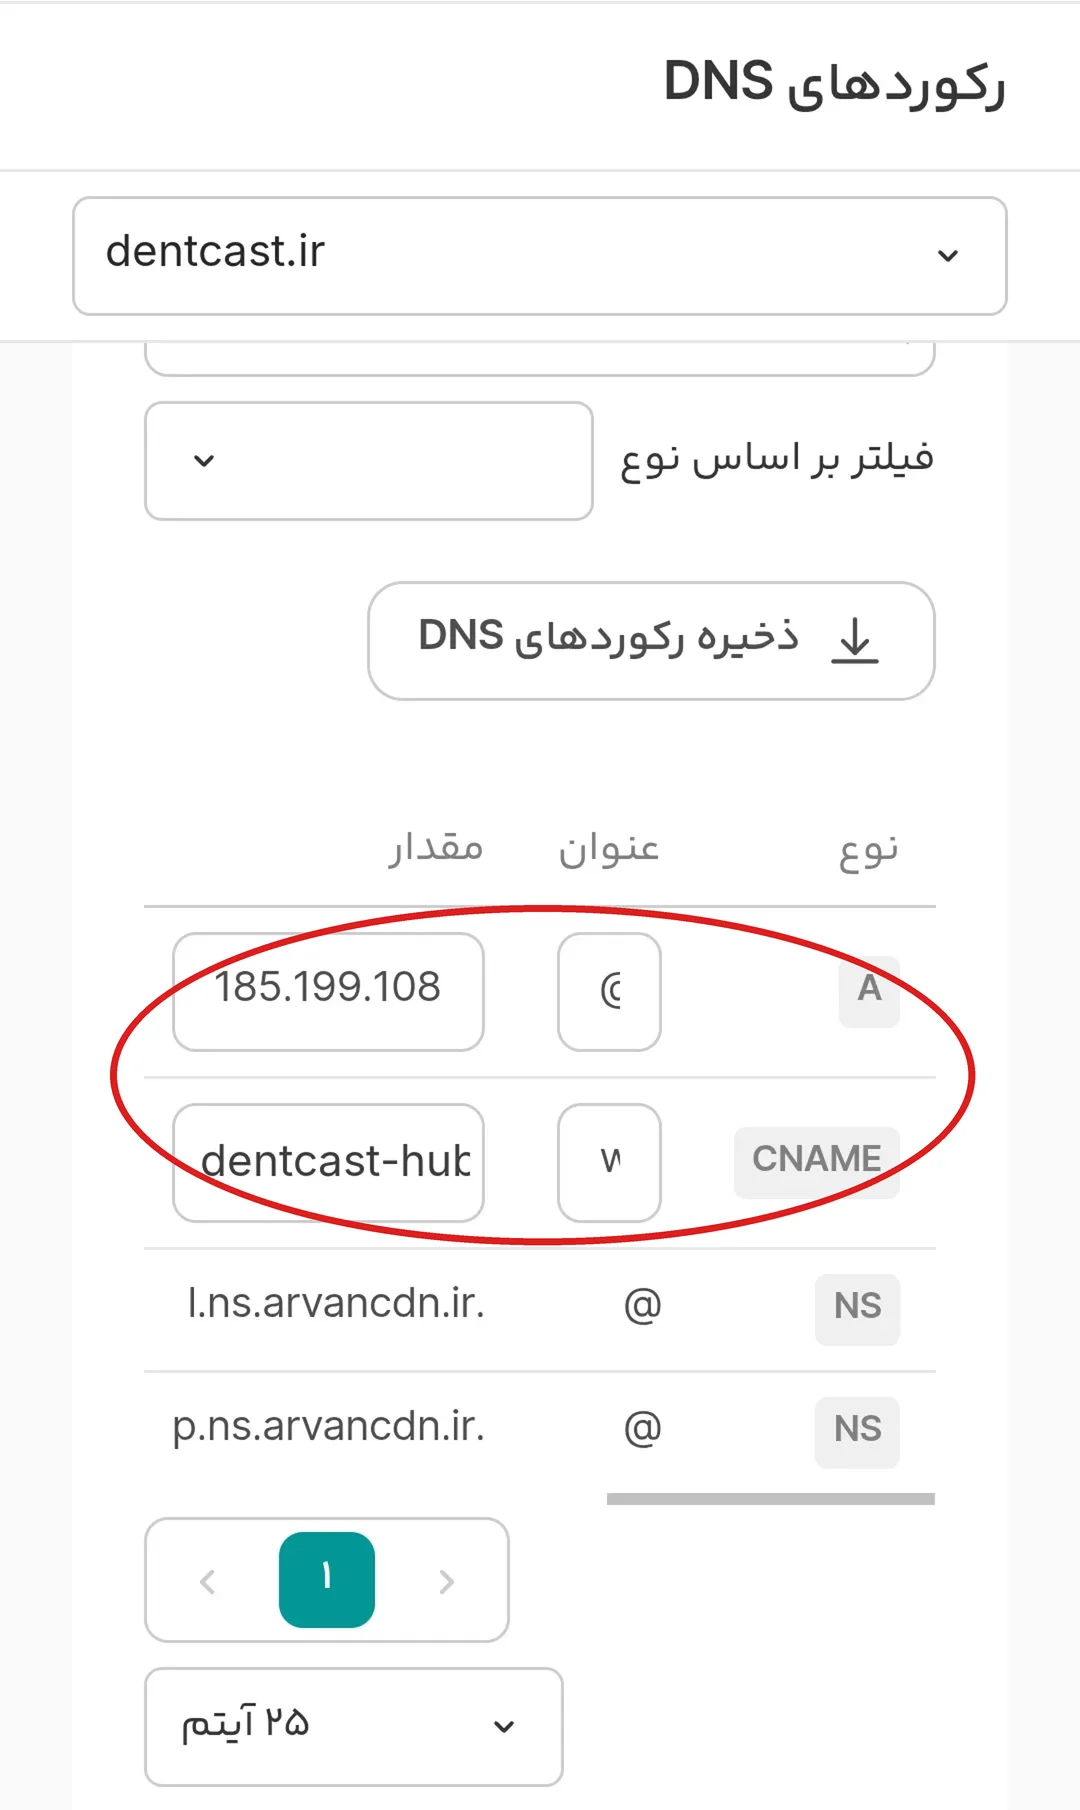 رکوردهای DNS
dentcast.ir
فیلتر بر اساس نوع
ذخیره رکوردهای DNS
نوع عنوان مقدار
A @ 185.199.108
CNAME w dentcast-hub
NS @ l.ns.arvancdn.ir.
NS @ p.ns.arvancdn.ir.
۱
۲۵ آیتم